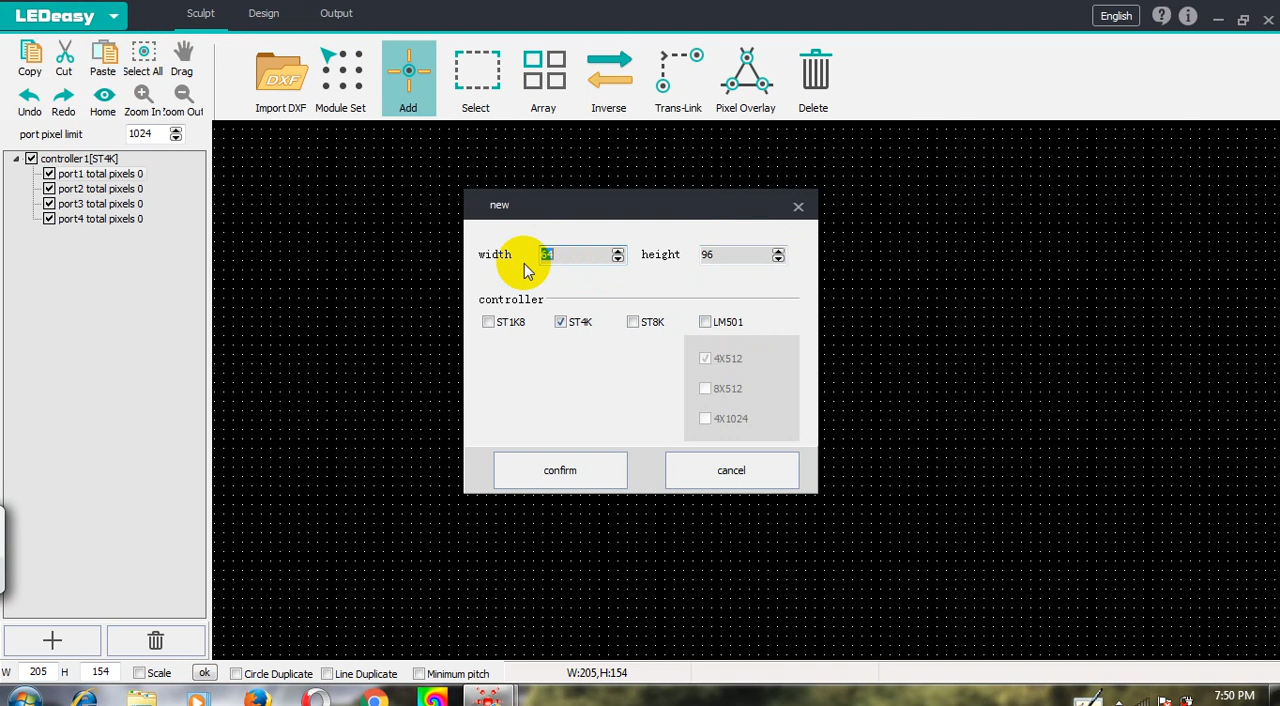 LEDeasy
Sculpt Design Output
English
Copy Cut Paste Select All Drag
Undo Redo Home Zoom In Zoom Out
Import DXF Module Set Add Select Array Inverse Trans-Link Pixel Overlay Delete
DXF
port pixel limit 1024
controller1[ST4K]
port1 total pixels 0
port2 total pixels 0
port3 total pixels 0
port4 total pixels 0
new
width 64 height 96
controller
ST1K8 ST4K ST8K LM501
4X512
8X512
4X1024
confirm cancel
W 205 H 154 Scale ok Circle Duplicate Line Duplicate Minimum pitch W:205,H:154
7:50 PM